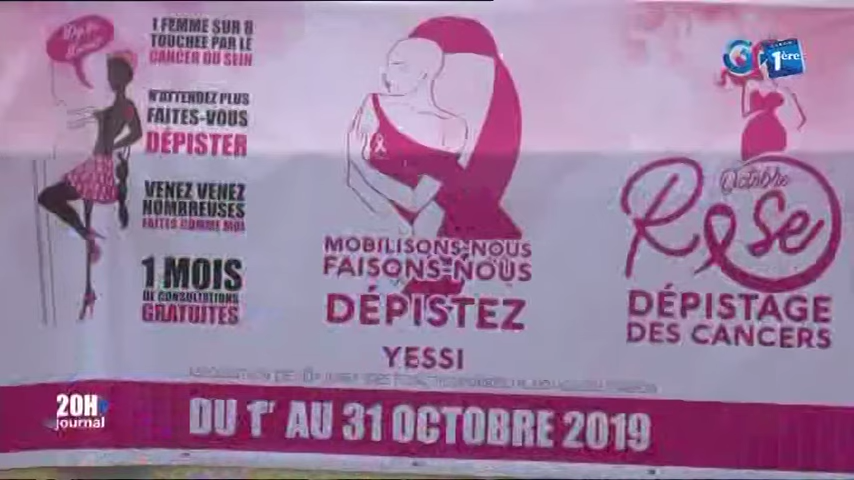 1 FEMME SUR 8
TOUCHEE PAR LE
CANCER DU SEIN
N'ATTENDEZ PLUS
FAITES-VOUS
DÉPISTER
VENEZ VENEZ
NOMBREUSES
FAITES COMME MOI
1 MOIS
DE CONSULTATIONS
GRATUITES
MOBILISONS-NOUS
FAISONS-NOUS
DÉPISTEZ
YESSI
1ère
Octobre
Rose
DÉPISTAGE
DES CANCERS
DU 1er AU 31 OCTOBRE 2019
20H
journal